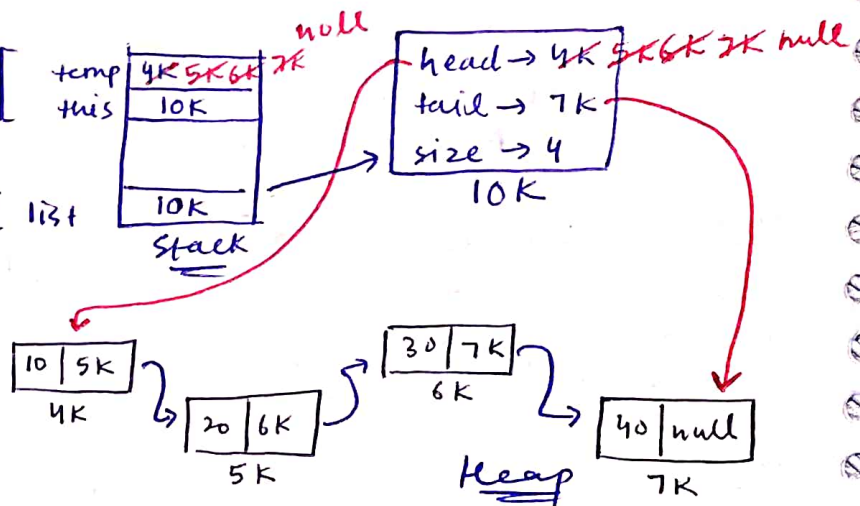 null
temp 4K 5K 6K 7K
this 10K
list 10K
Stack
head → 4K 5K 6K 7K null
tail → 7K
size → 4
10K
10 5K
4K
20 6K
5K
30 7K
6K
40 null
7K
Heap